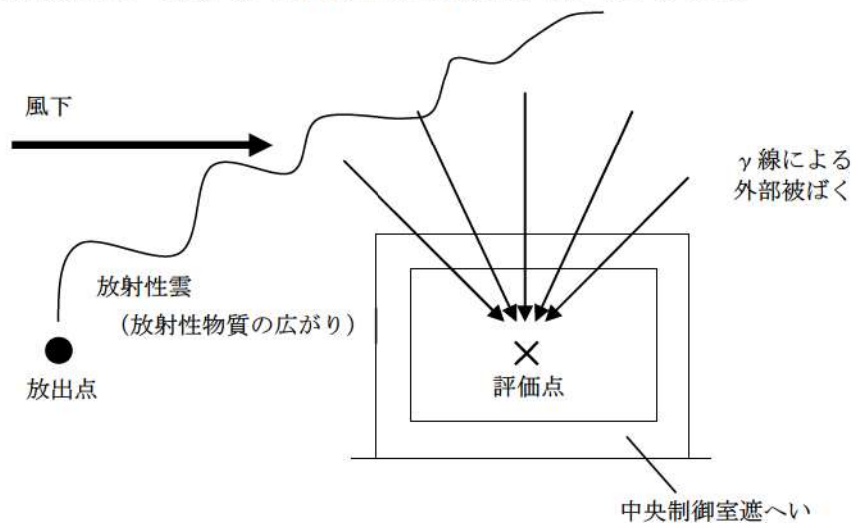 風下
γ線による
外部被ばく
放射性雲
（放射性物質の広がり）
放出点
評価点
中央制御室遮へい